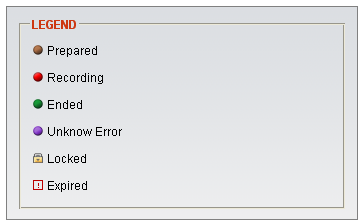 LEGEND
Prepared
Recording
Ended
Unknow Error
Locked
Expired